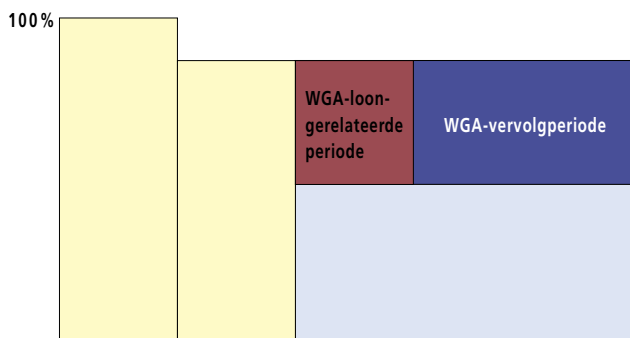 100%
WGA-loon-
gerelateerde
periode
WGA-vervolgperiode